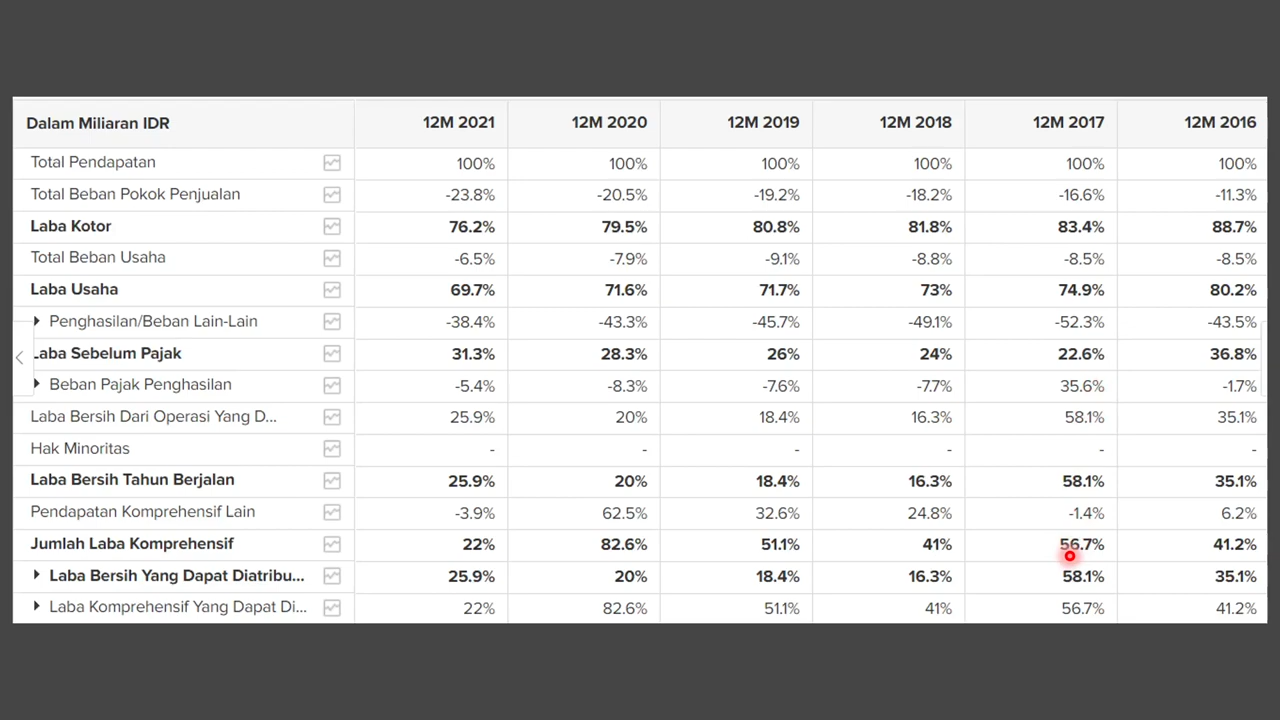 Dalam Miliaran IDR 12M 2021 12M 2020 12M 2019 12M 2018 12M 2017 12M 2016
Total Pendapatan 100% 100% 100% 100% 100% 100%
Total Beban Pokok Penjualan -23.8% -20.5% -19.2% -18.2% -16.6% -11.3%
Laba Kotor 76.2% 79.5% 80.8% 81.8% 83.4% 88.7%
Total Beban Usaha -6.5% -7.9% -9.1% -8.8% -8.5% -8.5%
Laba Usaha 69.7% 71.6% 71.7% 73% 74.9% 80.2%
Penghasilan/Beban Lain-Lain -38.4% -43.3% -45.7% -49.1% -52.3% -43.5%
Laba Sebelum Pajak 31.3% 28.3% 26% 24% 22.6% 36.8%
Beban Pajak Penghasilan -5.4% -8.3% -7.6% -7.7% 35.6% -1.7%
Laba Bersih Dari Operasi Yang D... 25.9% 20% 18.4% 16.3% 58.1% 35.1%
Hak Minoritas - - - - - -
Laba Bersih Tahun Berjalan 25.9% 20% 18.4% 16.3% 58.1% 35.1%
Pendapatan Komprehensif Lain -3.9% 62.5% 32.6% 24.8% -1.4% 6.2%
Jumlah Laba Komprehensif 22% 82.6% 51.1% 41% 56.7% 41.2%
Laba Bersih Yang Dapat Diatribu... 25.9% 20% 18.4% 16.3% 58.1% 35.1%
Laba Komprehensif Yang Dapat Di... 22% 82.6% 51.1% 41% 56.7% 41.2%